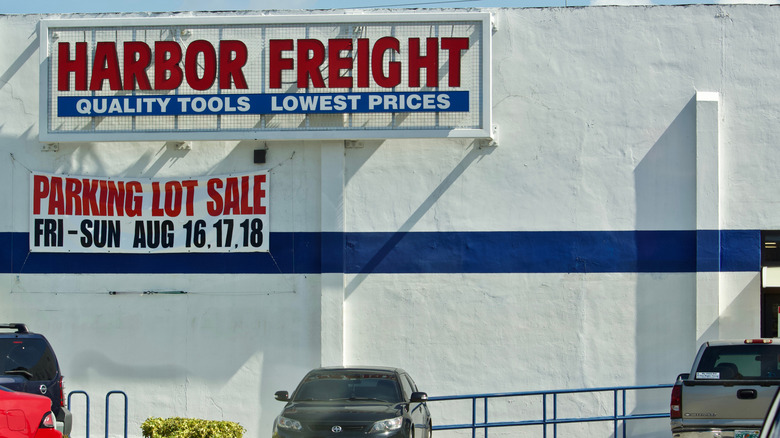 HARBOR FREIGHT
QUALITY TOOLS LOWEST PRICES
PARKING LOT SALE
FRI-SUN AUG 16,17,18